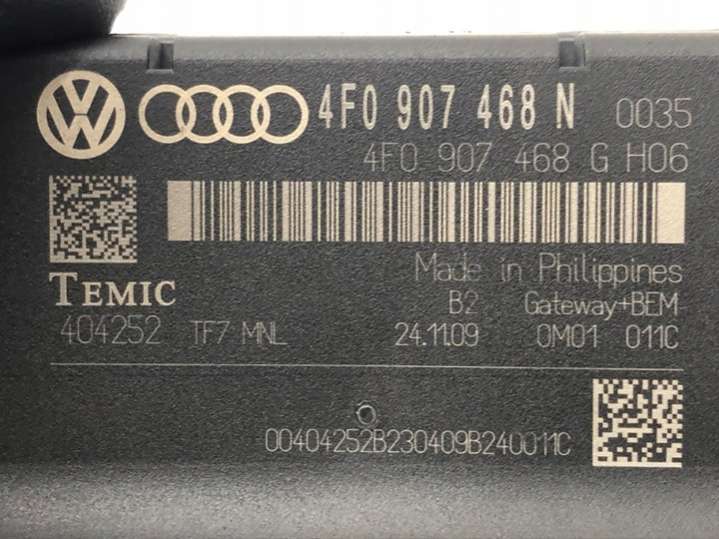 4F0 907 468 N 0035
4F0 907 468 G H06
Made in Philippines
TEMIC B2 Gateway+BEM
404252 TF7 MNL 24.11.09 0M01 011C
00404252B230409B240011C